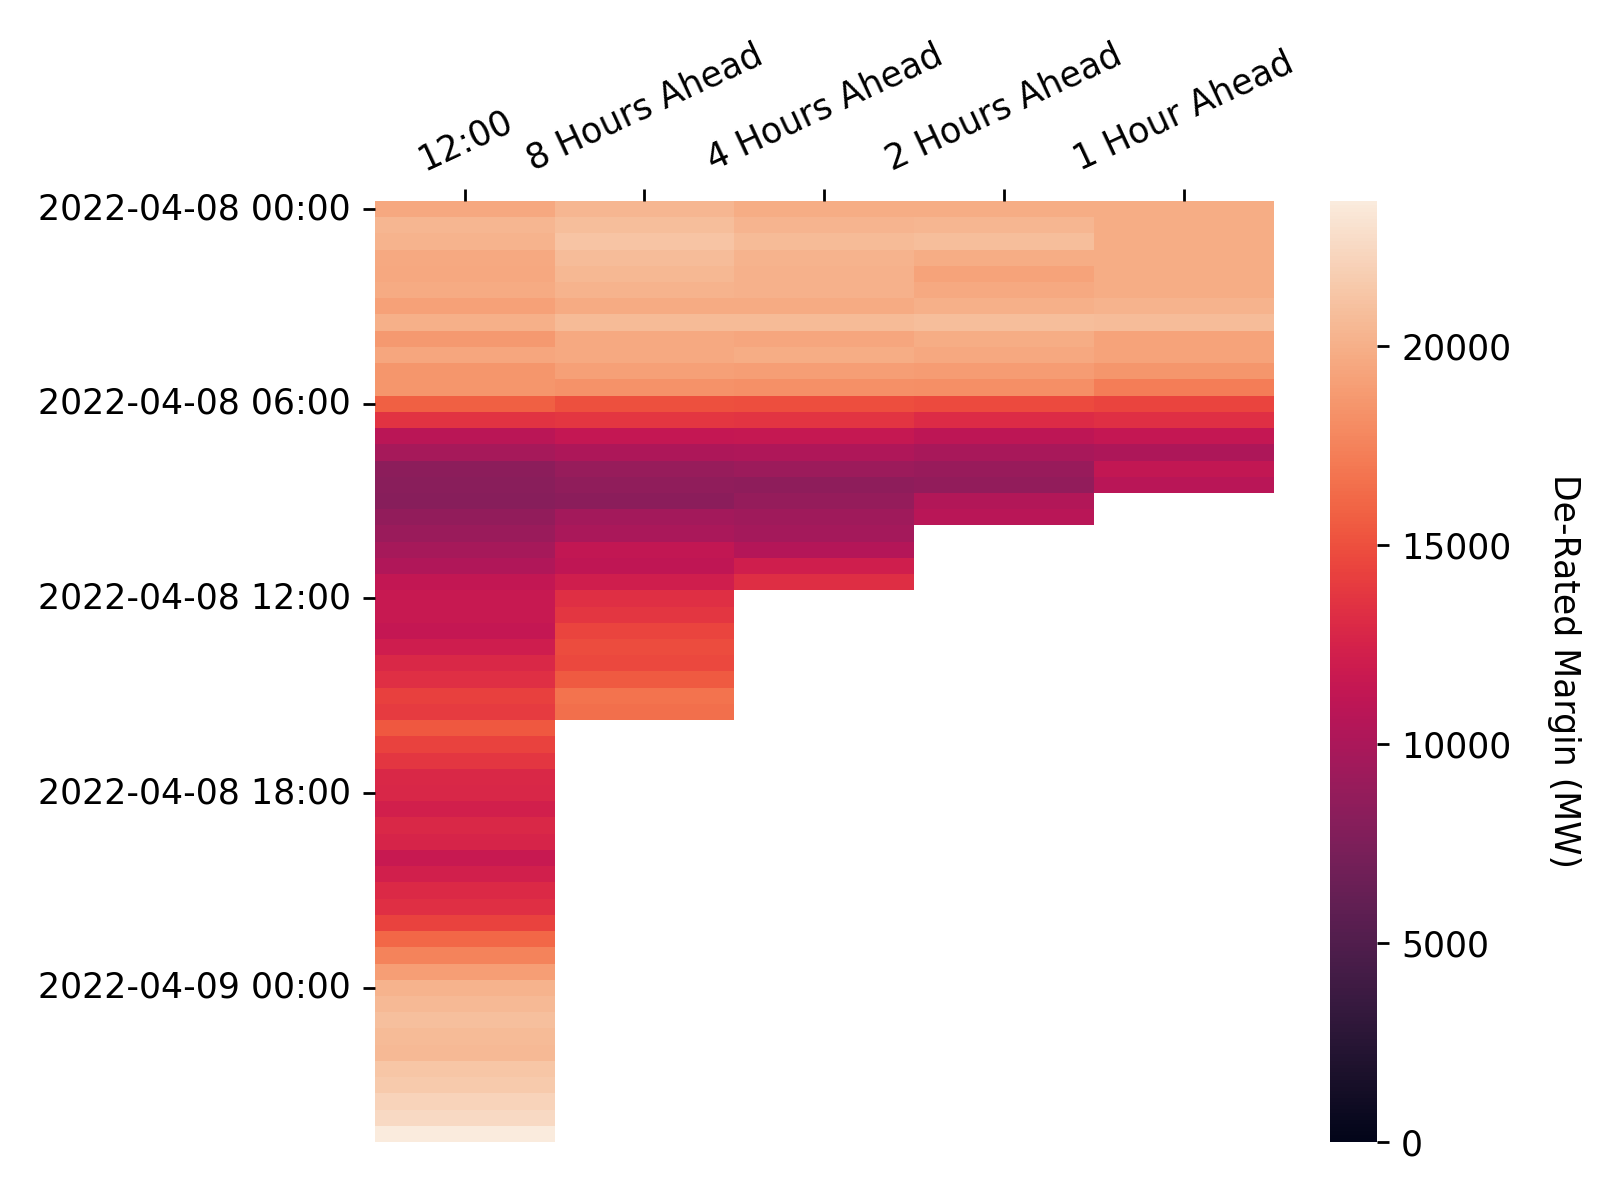 12:00
8 Hours Ahead
4 Hours Ahead
2 Hours Ahead
1 Hour Ahead
2022-04-08 00:00
2022-04-08 06:00
2022-04-08 12:00
2022-04-08 18:00
2022-04-09 00:00
20000
15000
10000
5000
0
De-Rated Margin (MW)